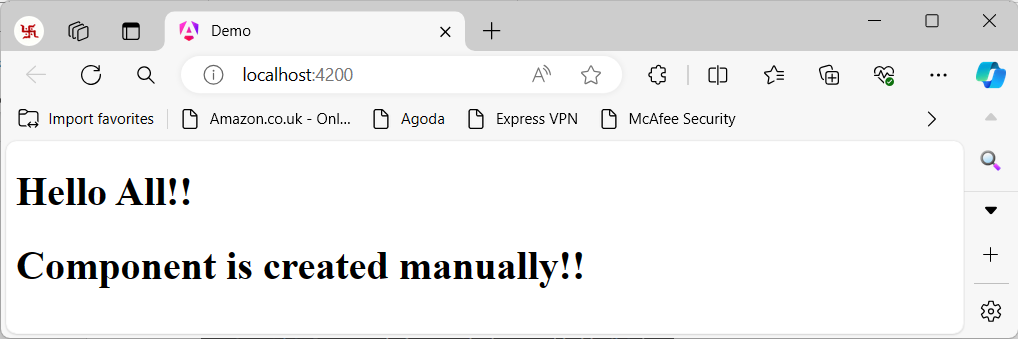 Demo
localhost:4200
Import favorites Amazon.co.uk - Onl... Agoda Express VPN McAfee Security
Hello All!!
Component is created manually!!